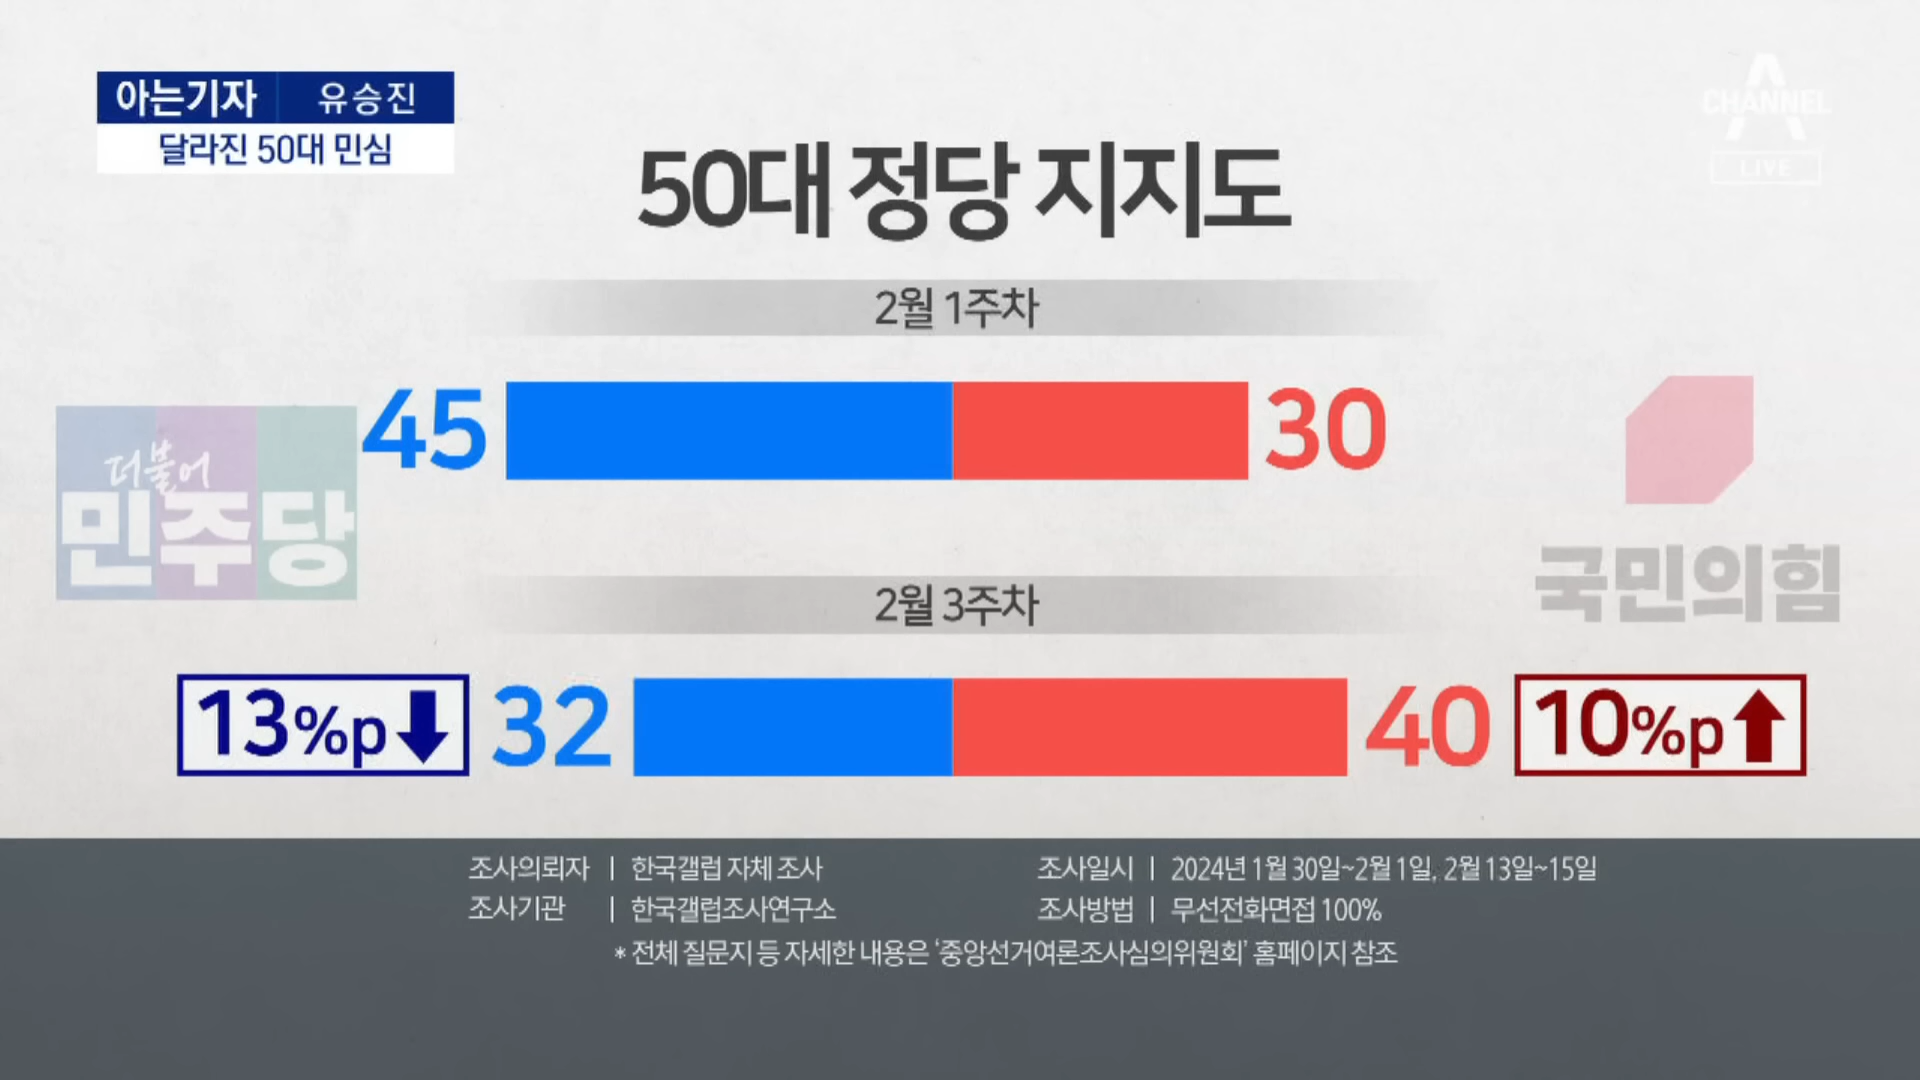 아는기자 유승진
달라진 50대 민심
CHANNEL A
LIVE
50대 정당 지지도
2월 1주차
45 30
더불어
민주당
국민의힘
2월 3주차
13%p 32 40 10%p
조사의뢰자 | 한국갤럽 자체 조사
조사일시 | 2024년 1월 30일~2월 1일, 2월 13일~15일
조사기관 | 한국갤럽조사연구소
조사방법 | 무선전화면접 100%
* 전체 질문지 등 자세한 내용은 '중앙선거여론조사심의위원회' 홈페이지 참조